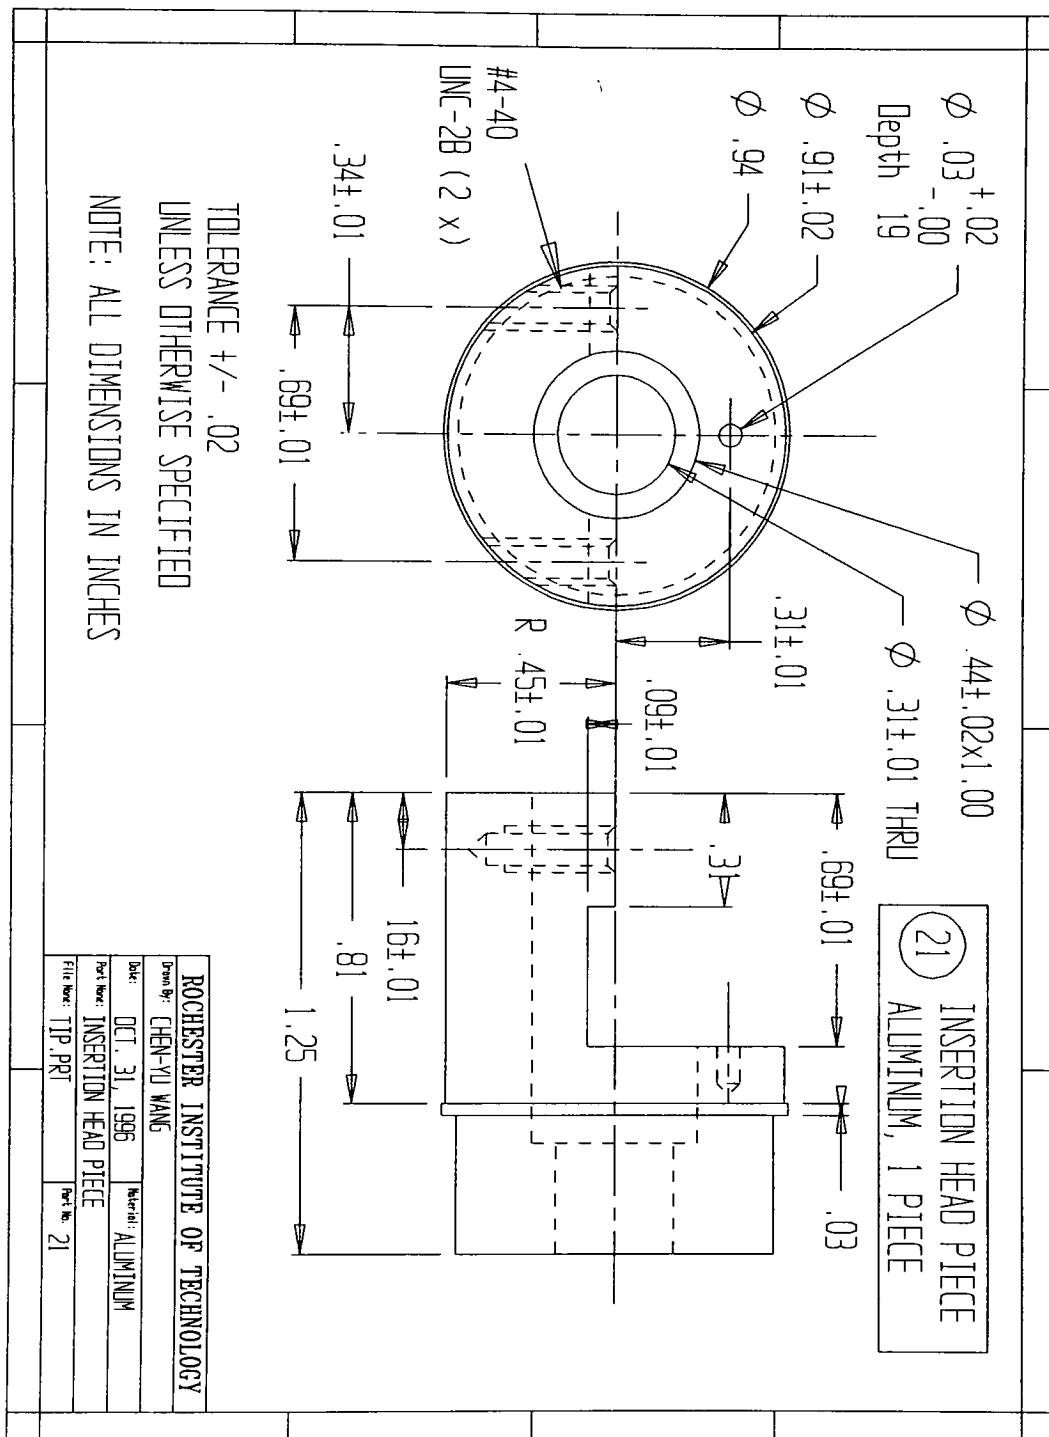 Ø .03 +.02 -.00
Depth 19
Ø .91±.02
Ø .94
#4-40
UNC-2B (2 x)
.34±.01
.69±.01
Ø .44±.02x1.00
Ø .31±.01 THRU
.31±.01
.09±.01
R .45±.01
21
INSERTION HEAD PIECE
ALUMINUM, 1 PIECE
.69±.01
.31
.03
16±.01
.81
1.25
TOLERANCE +/- .02
UNLESS OTHERWISE SPECIFIED
NOTE: ALL DIMENSIONS IN INCHES
ROCHESTER INSTITUTE OF TECHNOLOGY
Drawn By: CHEN-YU WANG
Date: OCT. 31, 1996
Material: ALUMINUM
Part Name: INSERTION HEAD PIECE
File Name: TIP.PRT
Part No. 21